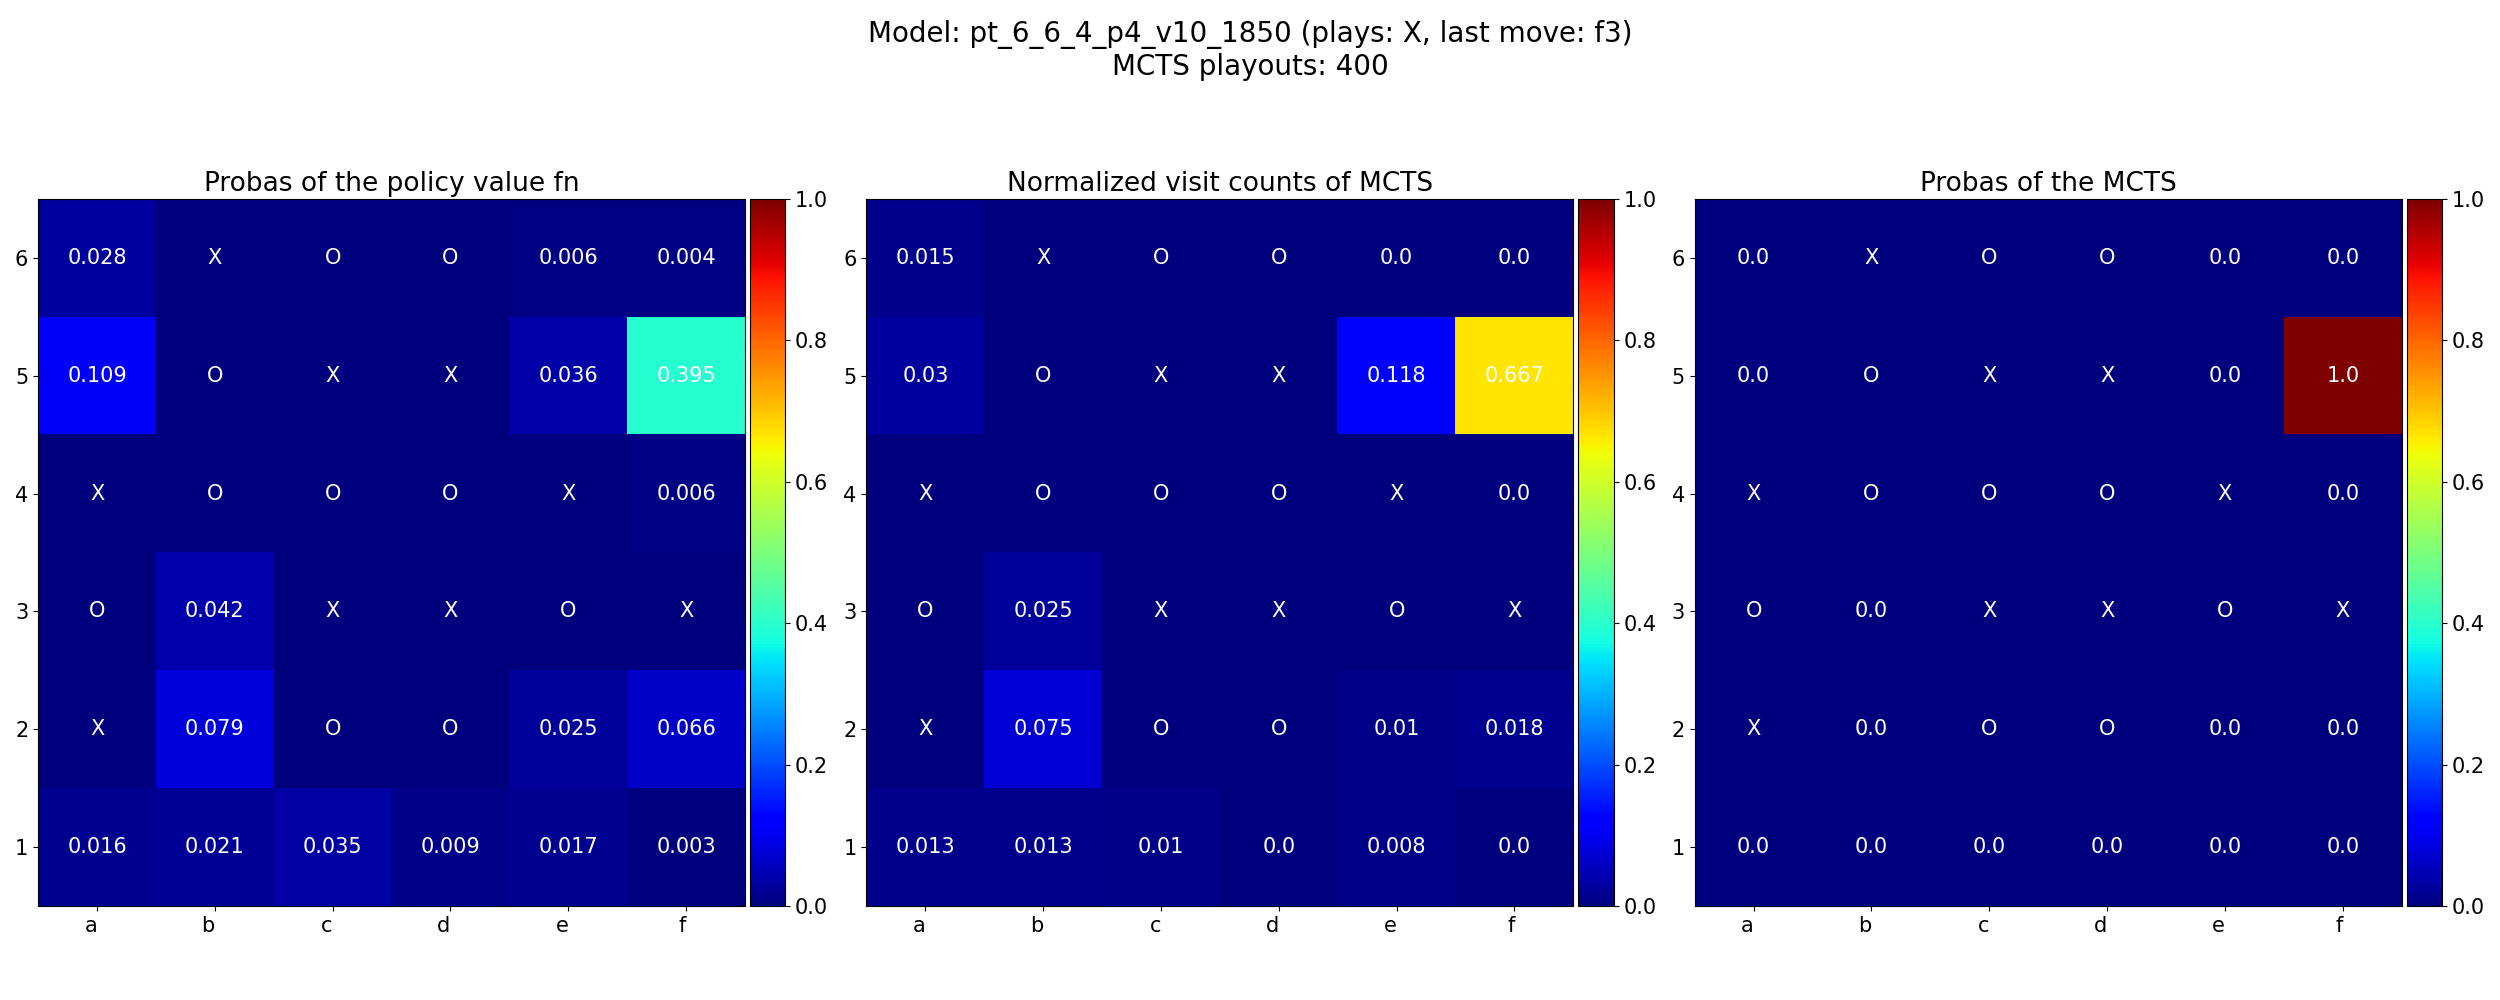 Model: pt_6_6_4_p4_v10_1850 (plays: X, last move: f3)
MCTS playouts: 400
Probas of the policy value fn
6 0.028 X O O 0.006 0.004
5 0.109 O X X 0.036 0.395
4 X O O O X 0.006
3 O 0.042 X X O X
2 X 0.079 O O 0.025 0.066
1 0.016 0.021 0.035 0.009 0.017 0.003
a b c d e f
1.0
0.8
0.6
0.4
0.2
0.0
Normalized visit counts of MCTS
6 0.015 X O O 0.0 0.0
5 0.03 O X X 0.118 0.667
4 X O O O X 0.0
3 O 0.025 X X O X
2 X 0.075 O O 0.01 0.018
1 0.013 0.013 0.01 0.0 0.008 0.0
a b c d e f
1.0
0.8
0.6
0.4
0.2
0.0
Probas of the MCTS
6 0.0 X O O 0.0 0.0
5 0.0 O X X 0.0 1.0
4 X O O O X 0.0
3 O 0.0 X X O X
2 X 0.0 O O 0.0 0.0
1 0.0 0.0 0.0 0.0 0.0 0.0
a b c d e f
1.0
0.8
0.6
0.4
0.2
0.0